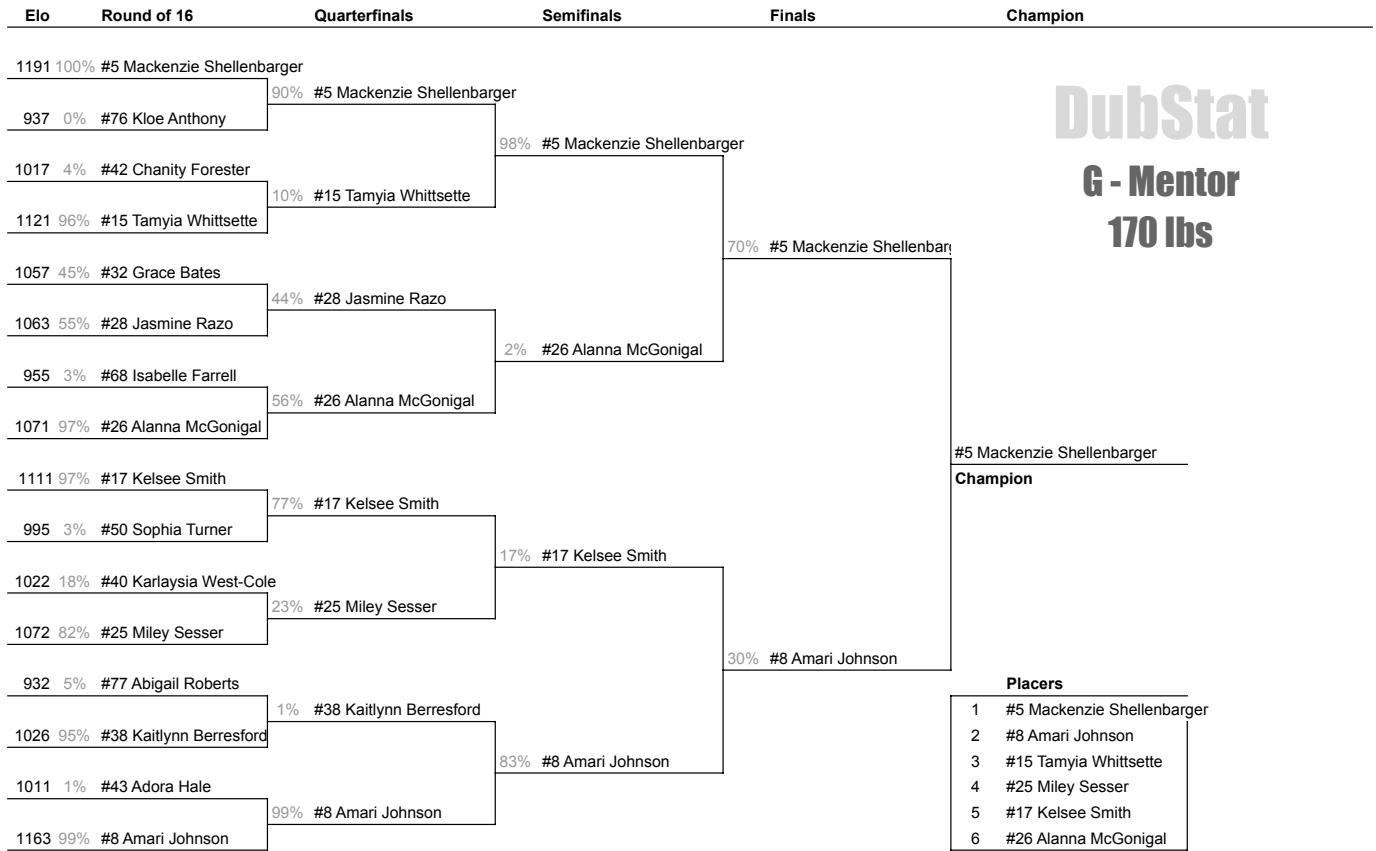 Elo Round of 16 Quarterfinals Semifinals Finals Champion
1191 100% #5 Mackenzie Shellenbarger
90% #5 Mackenzie Shellenbarger
DubStat
937 0% #76 Kloe Anthony
98% #5 Mackenzie Shellenbarger
1017 4% #42 Chanity Forester
G - Mentor
10% #15 Tamyia Whittsette
1121 96% #15 Tamyia Whittsette
170 lbs
70% #5 Mackenzie Shellenbarg
1057 45% #32 Grace Bates
44% #28 Jasmine Razo
1063 55% #28 Jasmine Razo
2% #26 Alanna McGonigal
955 3% #68 Isabelle Farrell
56% #26 Alanna McGonigal
1071 97% #26 Alanna McGonigal
#5 Mackenzie Shellenbarger
1111 97% #17 Kelsee Smith
Champion
77% #17 Kelsee Smith
995 3% #50 Sophia Turner
17% #17 Kelsee Smith
1022 18% #40 Karlaysia West-Cole
23% #25 Miley Sesser
1072 82% #25 Miley Sesser
30% #8 Amari Johnson
932 5% #77 Abigail Roberts
Placers
1% #38 Kaitlynn Berresford
1 #5 Mackenzie Shellenbarger
1026 95% #38 Kaitlynn Berresford
2 #8 Amari Johnson
83% #8 Amari Johnson
3 #15 Tamyia Whittsette
1011 1% #43 Adora Hale
4 #25 Miley Sesser
99% #8 Amari Johnson
5 #17 Kelsee Smith
1163 99% #8 Amari Johnson
6 #26 Alanna McGonigal